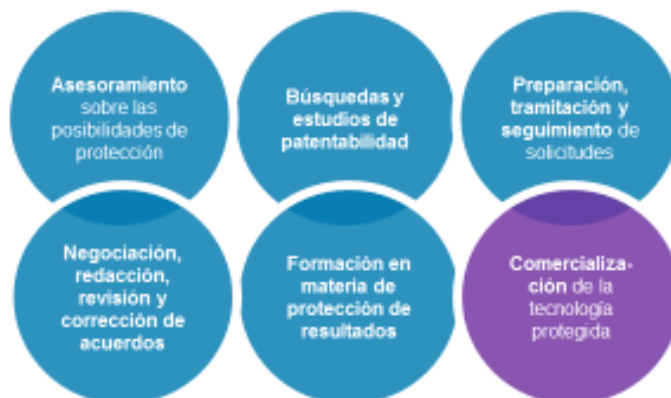 Asesoramiento
sobre las
posibilidades de
protección
Búsquedas y
estudios de
patentabilidad
Preparación,
tramitación y
seguimiento de
solicitudes
Negociación,
redacción,
revisión y
corrección de
acuerdos
Formación en
materia de
protección de
resultados
Comercializa-
ción de la
tecnología
protegida